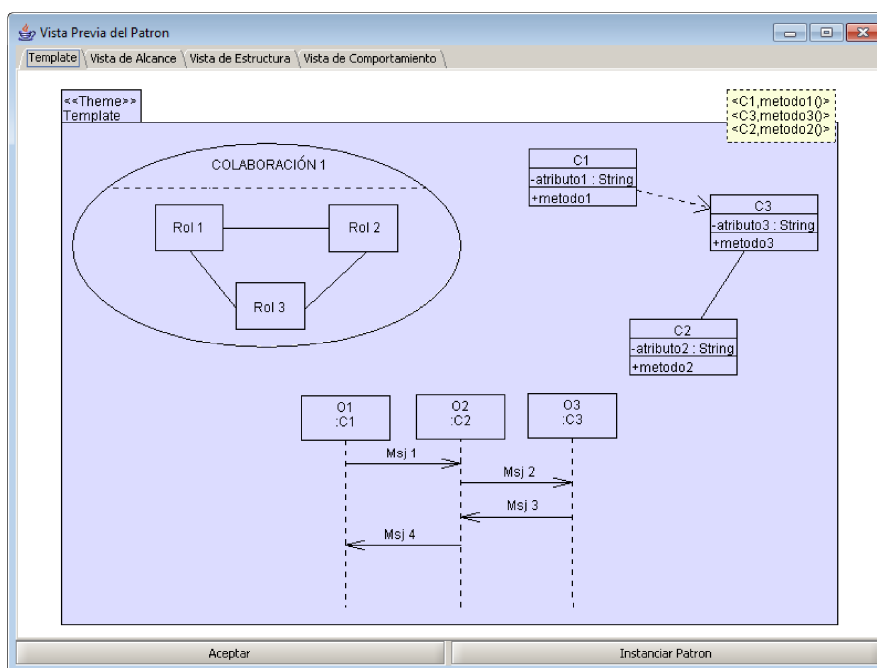 Vista Previa del Patron
Template
Vista de Alcance
Vista de Estructura
Vista de Comportamiento
<<Theme>>
Template
<C1,metodo1()>
<C3,metodo3()>
<C2,metodo2()>
COLABORACIÓN 1
Rol 1
Rol 2
Rol 3
C1
-atributo1 : String
+metodo1
C3
-atributo3 : String
+metodo3
C2
-atributo2 : String
+metodo2
O1
:C1
O2
:C2
O3
:C3
Msj 1
Msj 2
Msj 3
Msj 4
Aceptar
Instanciar Patron